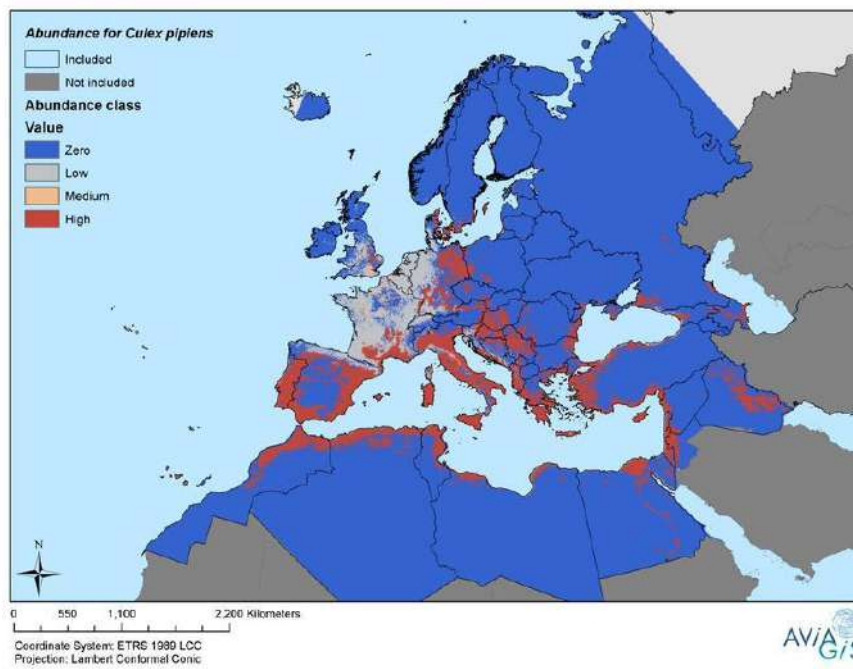 Abundance for Culex pipiens
Included
Not included
Abundance class
Value
Zero
Low
Medium
High
N
0 550 1,100 2,200 Kilometers
Coordinate System: ETRS 1989 LCC
Projection: Lambert Conformal Conic
AViA
GiS